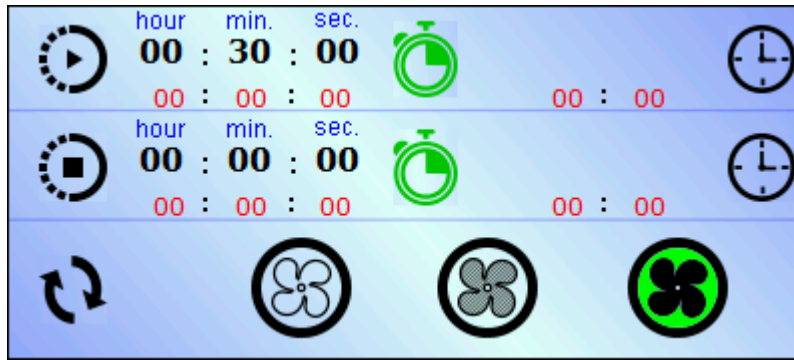 hour min. sec.
00 : 30 : 00
00 : 00 : 00 00 : 00
hour min. sec.
00 : 00 : 00
00 : 00 : 00 00 : 00